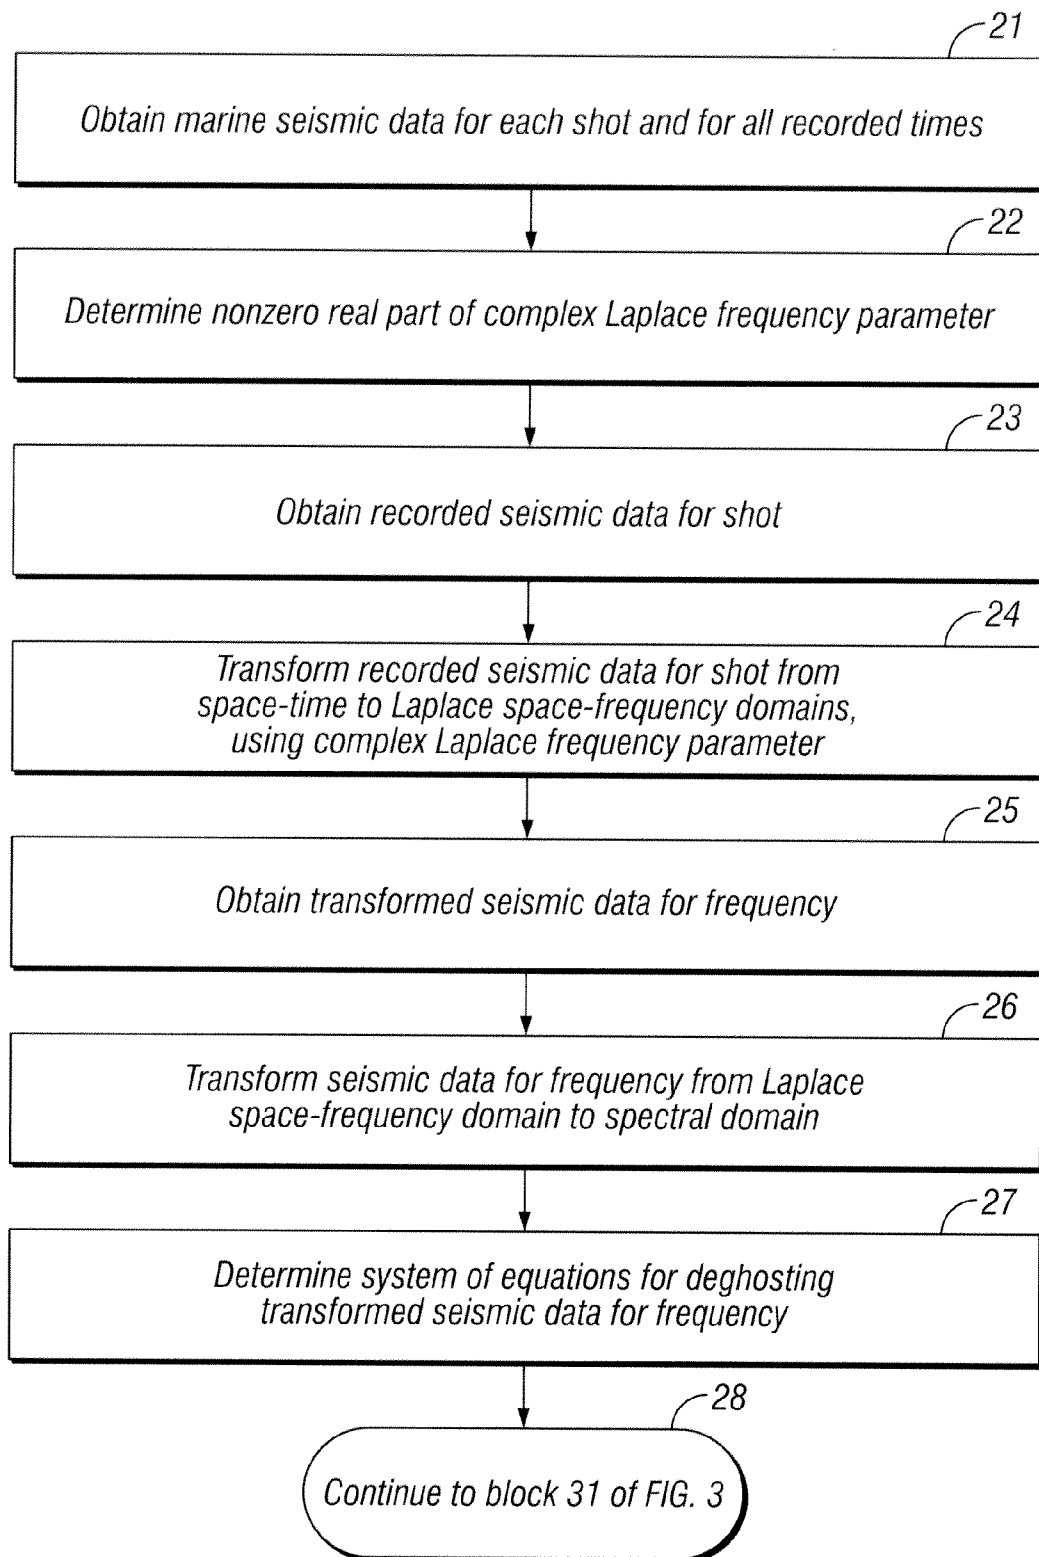 21
Obtain marine seismic data for each shot and for all recorded times
22
Determine nonzero real part of complex Laplace frequency parameter
23
Obtain recorded seismic data for shot
24
Transform recorded seismic data for shot from
space-time to Laplace space-frequency domains,
using complex Laplace frequency parameter
25
Obtain transformed seismic data for frequency
26
Transform seismic data for frequency from Laplace
space-frequency domain to spectral domain
27
Determine system of equations for deghosting
transformed seismic data for frequency
28
Continue to block 31 of FIG. 3